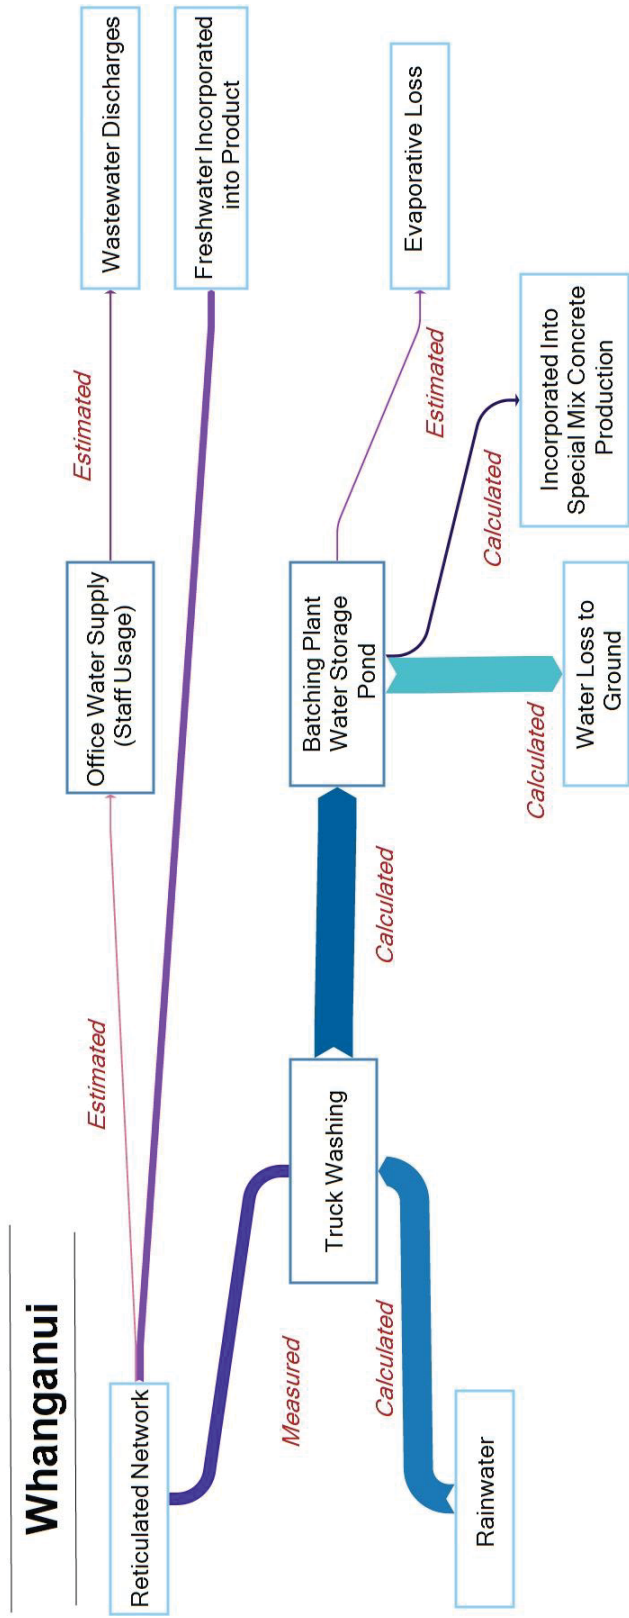 Whanganui
Reticulated Network
Estimated
Office Water Supply
(Staff Usage)
Estimated
Wastewater Discharges
Freshwater Incorporated
into Product
Measured
Truck Washing
Calculated
Rainwater
Calculated
Batching Plant
Water Storage
Pond
Estimated
Evaporative Loss
Calculated
Incorporated Into
Special Mix Concrete
Production
Calculated
Water Loss to
Ground